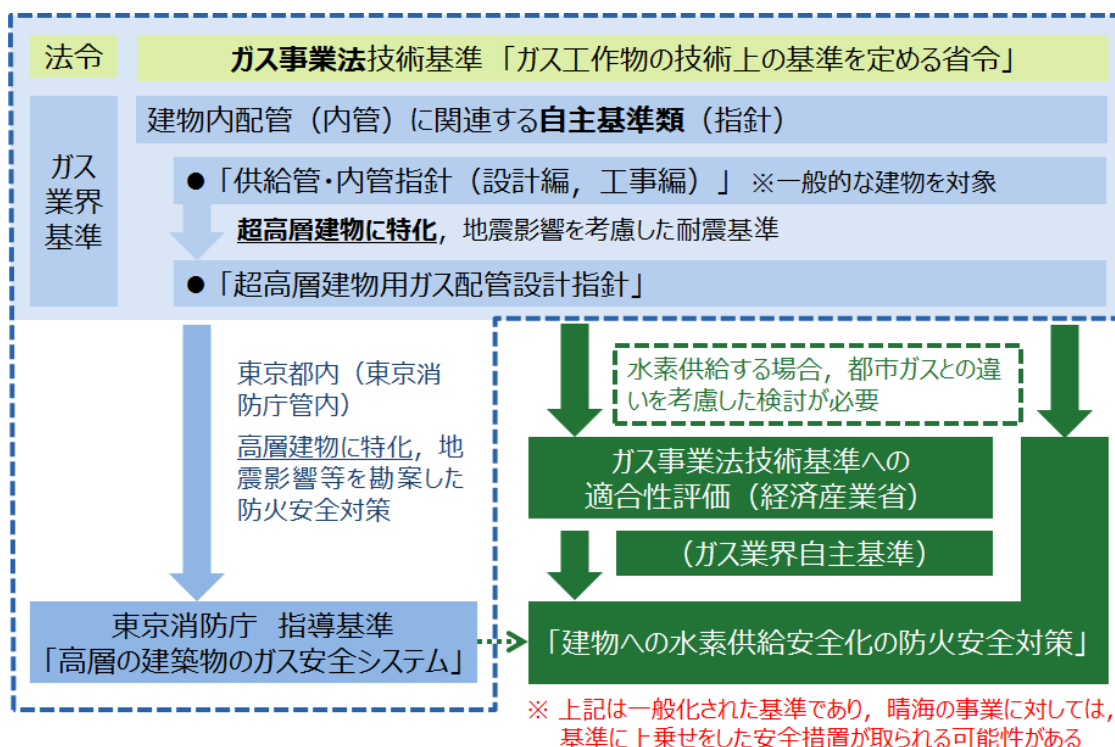 法令
ガス事業法技術基準「ガス工作物の技術上の基準を定める省令」
ガス
業界
基準
建物内配管（内管）に関連する自主基準類（指針）
●「供給管・内管指針（設計編，工事編）」※一般的な建物を対象
超高層建物に特化，地震影響を考慮した耐震基準
●「超高層建物用ガス配管設計指針」
東京都内（東京消
防庁管内）
高層建物に特化，地
震影響等を勘案した
防火安全対策
水素供給する場合，都市ガスとの違
いを考慮した検討が必要
ガス事業法技術基準への
適合性評価（経済産業省）
（ガス業界自主基準）
東京消防庁 指導基準
「高層の建築物のガス安全システム」
「建物への水素供給安全化の防火安全対策」
※ 上記は一般化された基準であり，晴海の事業に対しては，
基準に上乗せをした安全措置が取られる可能性がある